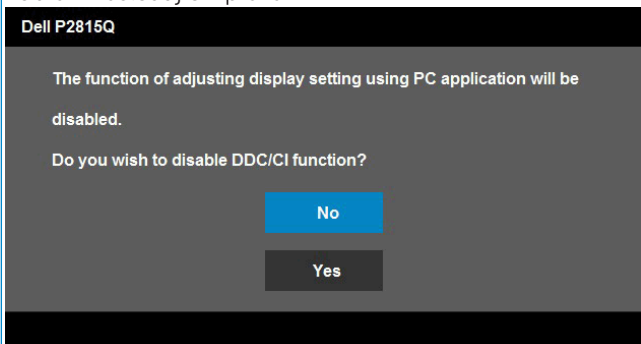 Dell P2815Q
The function of adjusting display setting using PC application will be
disabled.
Do you wish to disable DDC/CI function?
No
Yes